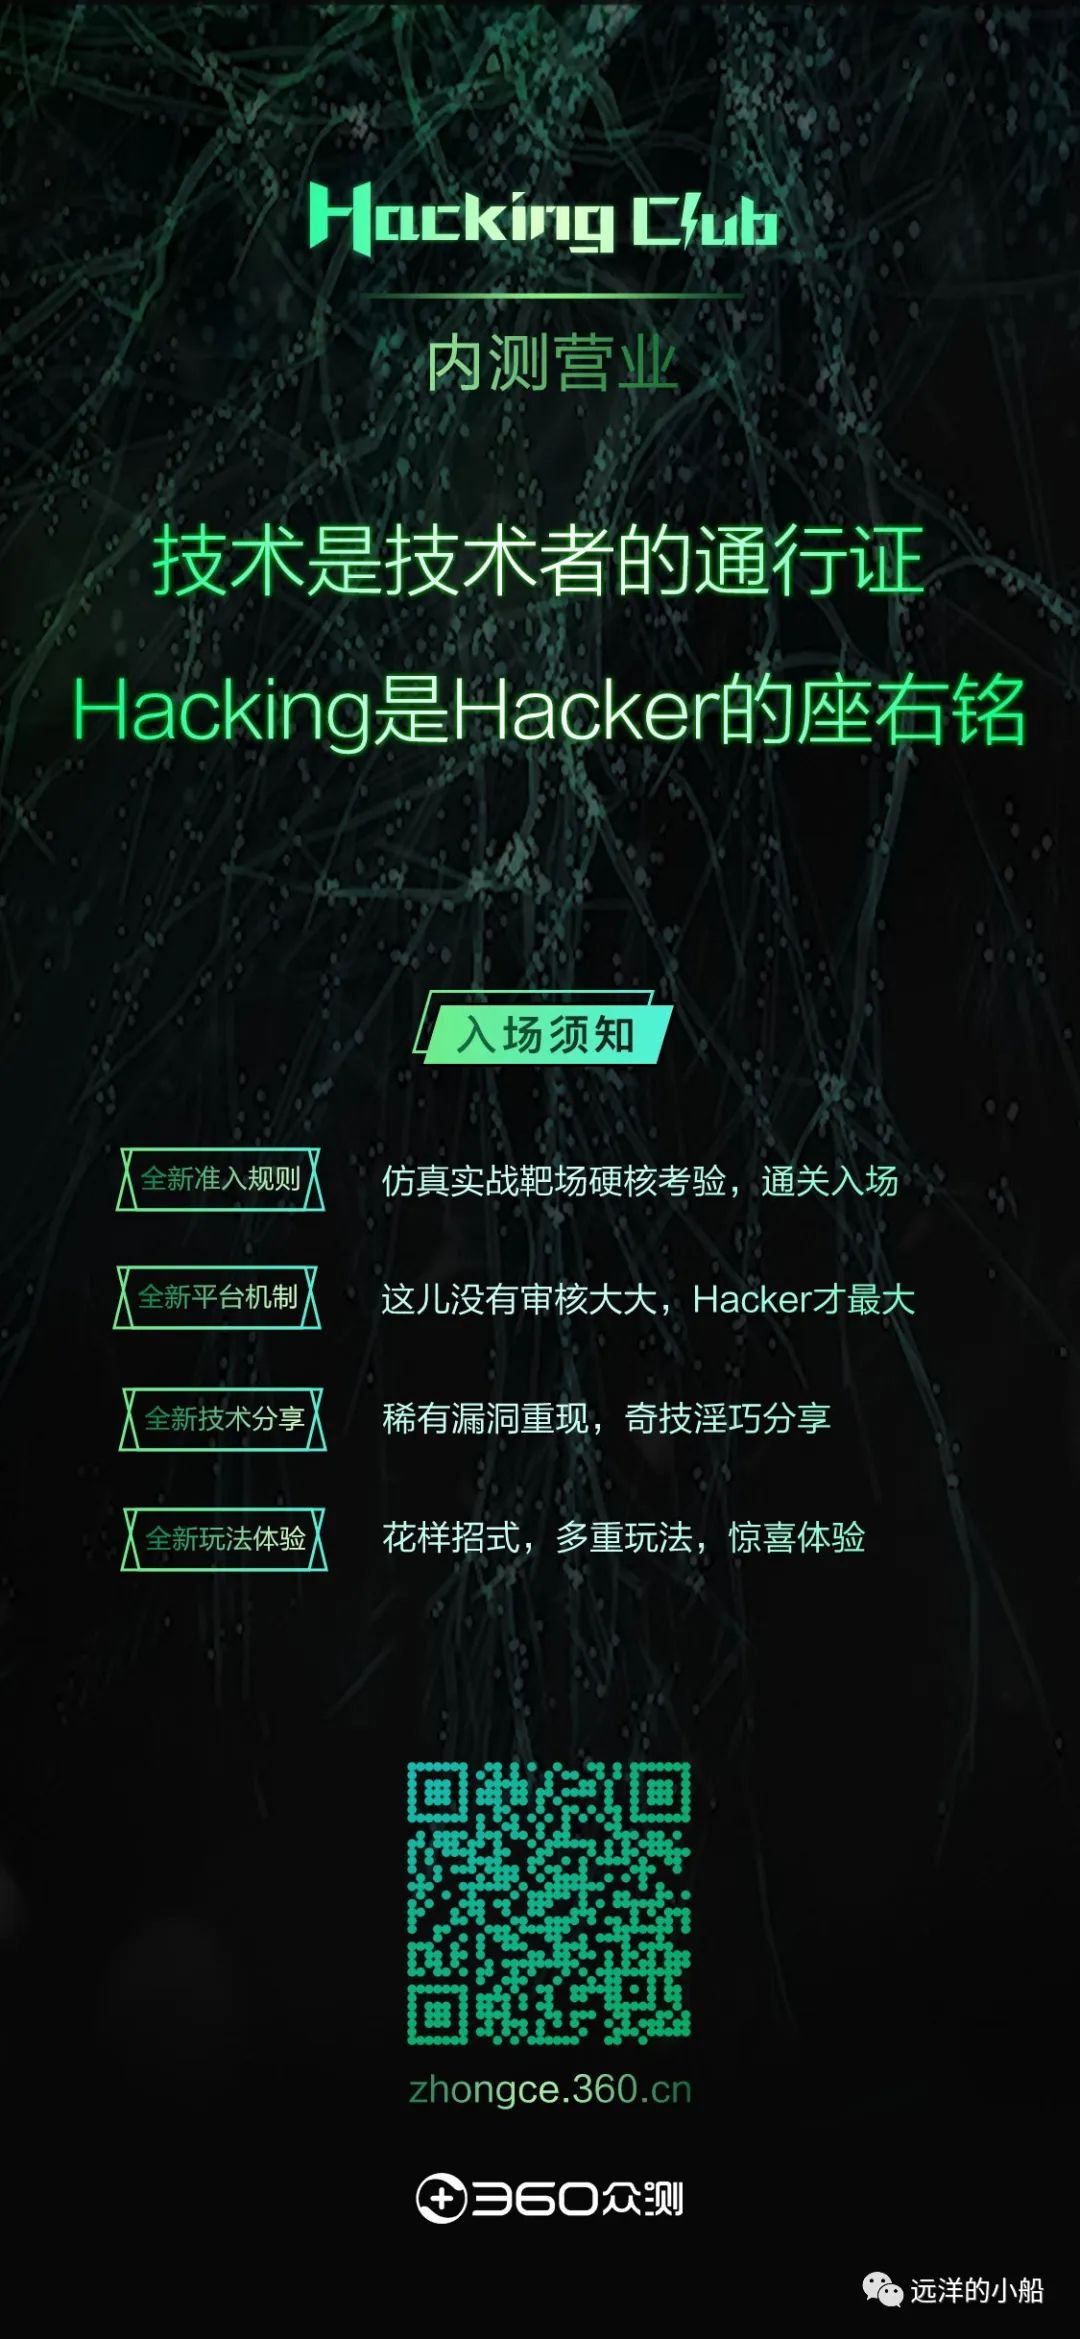 Hacking Club
内测营业
技术是技术者的通行证
Hacking是Hacker的座右铭
入场须知
全新准入规则 仿真实战靶场硬核考验，通关入场
全新平台机制 这儿没有审核大大，Hacker才最大
全新技术分享 稀有漏洞重现，奇技淫巧分享
全新玩法体验 花样招式，多重玩法，惊喜体验
zhongce.360.cn
360众测
远洋的小船